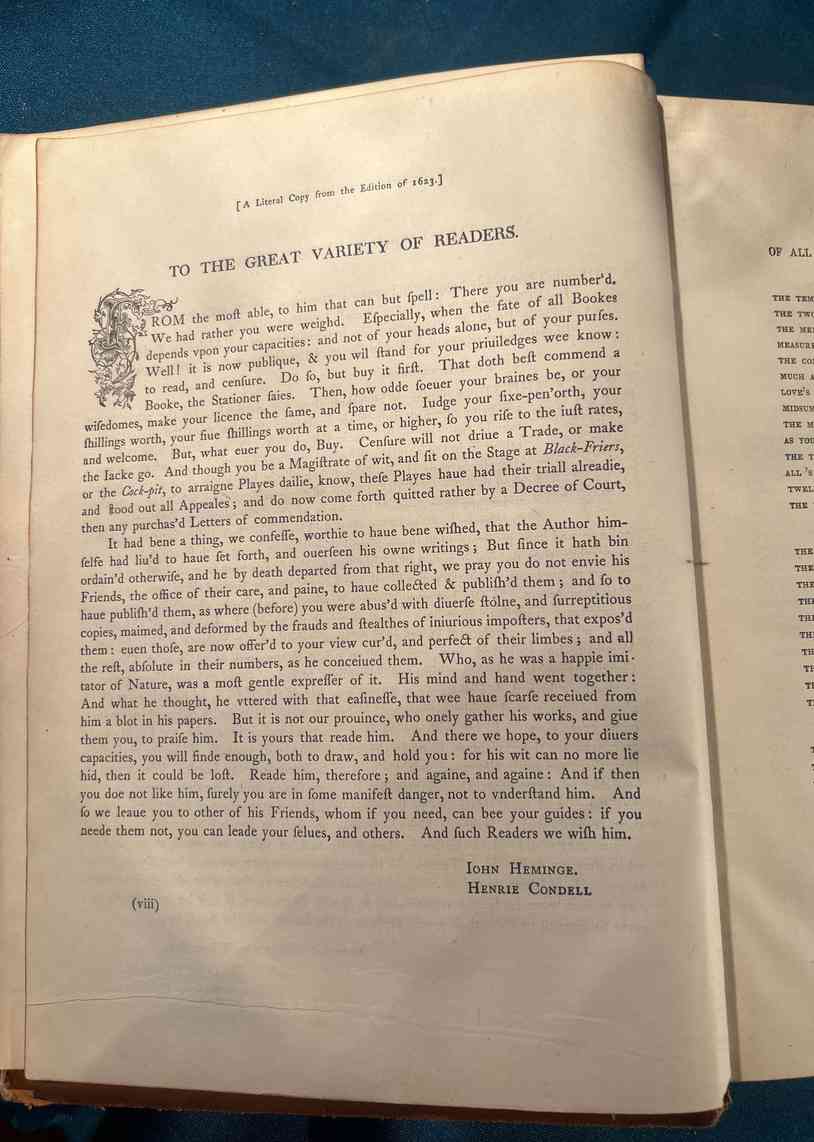 [A Literal Copy from the Edition of 1623.]
TO THE GREAT VARIETY OF READERS.
FROM the moſt able, to him that can but ſpell: There you are number'd.
We had rather you were weighd. Eſpecially, when the fate of all Bookes
depends vpon your capacities: and not of your heads alone, but of your purſes.
Well! it is now publique, & you wil ſtand for your priuiledges wee know:
to read, and cenſure. Do ſo, but buy it firſt. That doth beſt commend a
Booke, the Stationer ſaies. Then, how odde ſoeuer your braines be, or your
wiſedomes, make your licence the ſame, and ſpare not. Iudge your ſixe-pen'orth, your
ſhillings worth, your fiue ſhillings worth at a time, or higher, ſo you riſe to the iuſt rates,
and welcome. But, what euer you do, Buy. Cenſure will not driue a Trade, or make
the Iacke go. And though you be a Magiſtrate of wit, and ſit on the Stage at Black-Friers,
or the Cock-pit, to arraigne Playes dailie, know, theſe Playes haue had their triall alreadie,
and ſtood out all Appeales; and do now come forth quitted rather by a Decree of Court,
then any purchas'd Letters of commendation.
It had bene a thing, we confeſſe, worthie to haue bene wiſhed, that the Author him-
ſelfe had liu'd to haue ſet forth, and ouerſeen his owne writings; But ſince it hath bin
ordain'd otherwiſe, and he by death departed from that right, we pray you do not envie his
Friends, the office of their care, and paine, to haue collected & publiſh'd them; and ſo to
haue publiſh'd them, as where (before) you were abus'd with diuerſe ſtolne, and ſurreptitious
copies, maimed, and deformed by the frauds and ſtealthes of iniurious impoſters, that expos'd
them: euen thoſe, are now offer'd to your view cur'd, and perfect of their limbes; and all
the reſt, abſolute in their numbers, as he conceiued them. Who, as he was a happie imi-
tator of Nature, was a moſt gentle expreſſer of it. His mind and hand went together:
And what he thought, he vttered with that eaſineſſe, that wee haue ſcarſe receiued from
him a blot in his papers. But it is not our prouince, who onely gather his works, and giue
them you, to praiſe him. It is yours that reade him. And there we hope, to your diuers
capacities, you will finde enough, both to draw, and hold you: for his wit can no more lie
hid, then it could be loſt. Reade him, therefore; and againe, and againe: And if then
you doe not like him, ſurely you are in ſome manifeſt danger, not to vnderſtand him. And
ſo we leaue you to other of his Friends, whom if you need, can bee your guides: if you
neede them not, you can leade your ſelues, and others. And ſuch Readers we wiſh him.
IOHN HEMINGE.
HENRIE CONDELL
(viii)
OF ALL
THE TEM
THE TWO
THE MER
MEASURE
THE CO
MUCH A
LOVE'S
MIDSUM
THE M
AS YOU
THE T
ALL 'S
TWEL
THE
THE
THE
THE
THE
THE
THE
TH
TH
TH
T